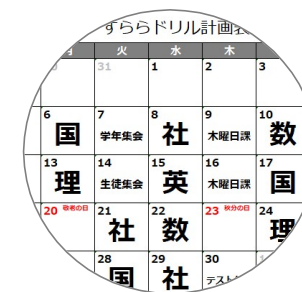 すららドリル計画表
月 火 水 木
31 1 2 3
6 7 8 9 10
国 学年集会 社 木曜日課 数
13 14 15 16 17
理 生徒集会 英 木曜日課 国
20 敬老の日 21 22 23 秋分の日 24
社 数 理
28 29 30
国 社 テスト